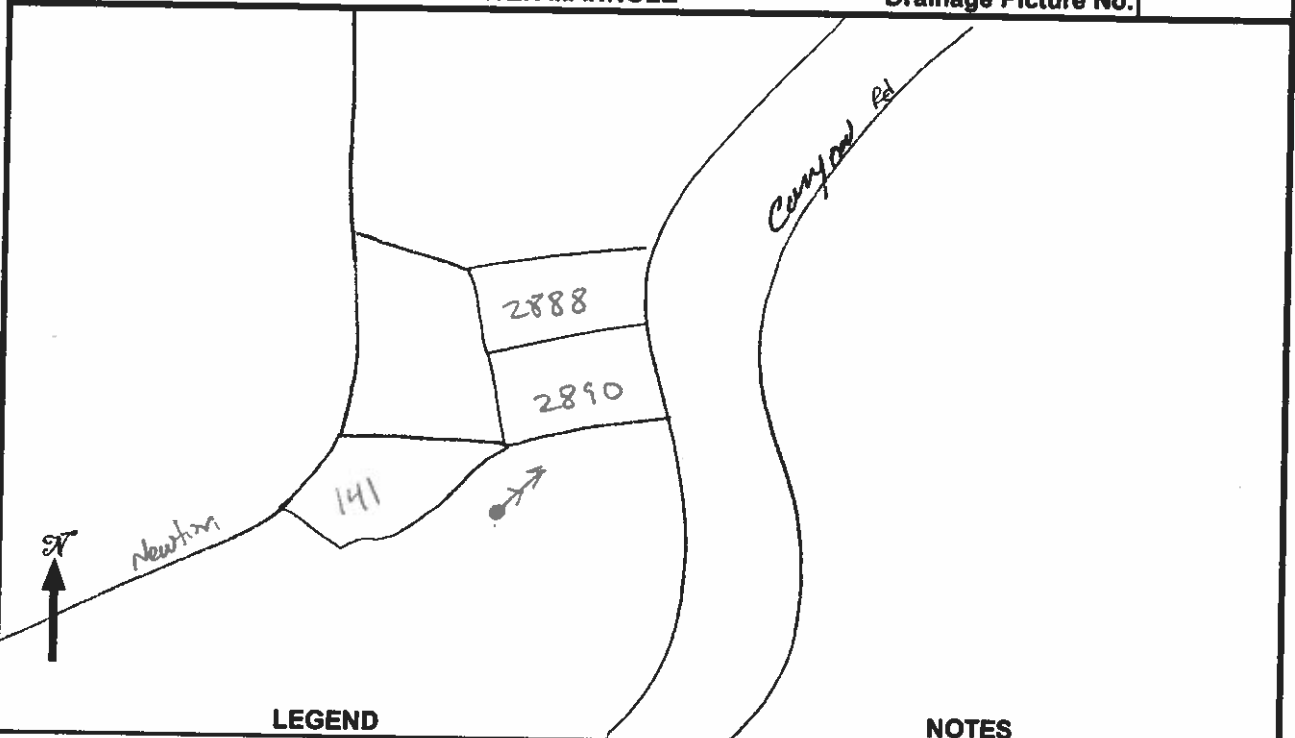 Drainage Picture No.
Canyon Rd
2888
2890
141
Newton
N
LEGEND
NOTES